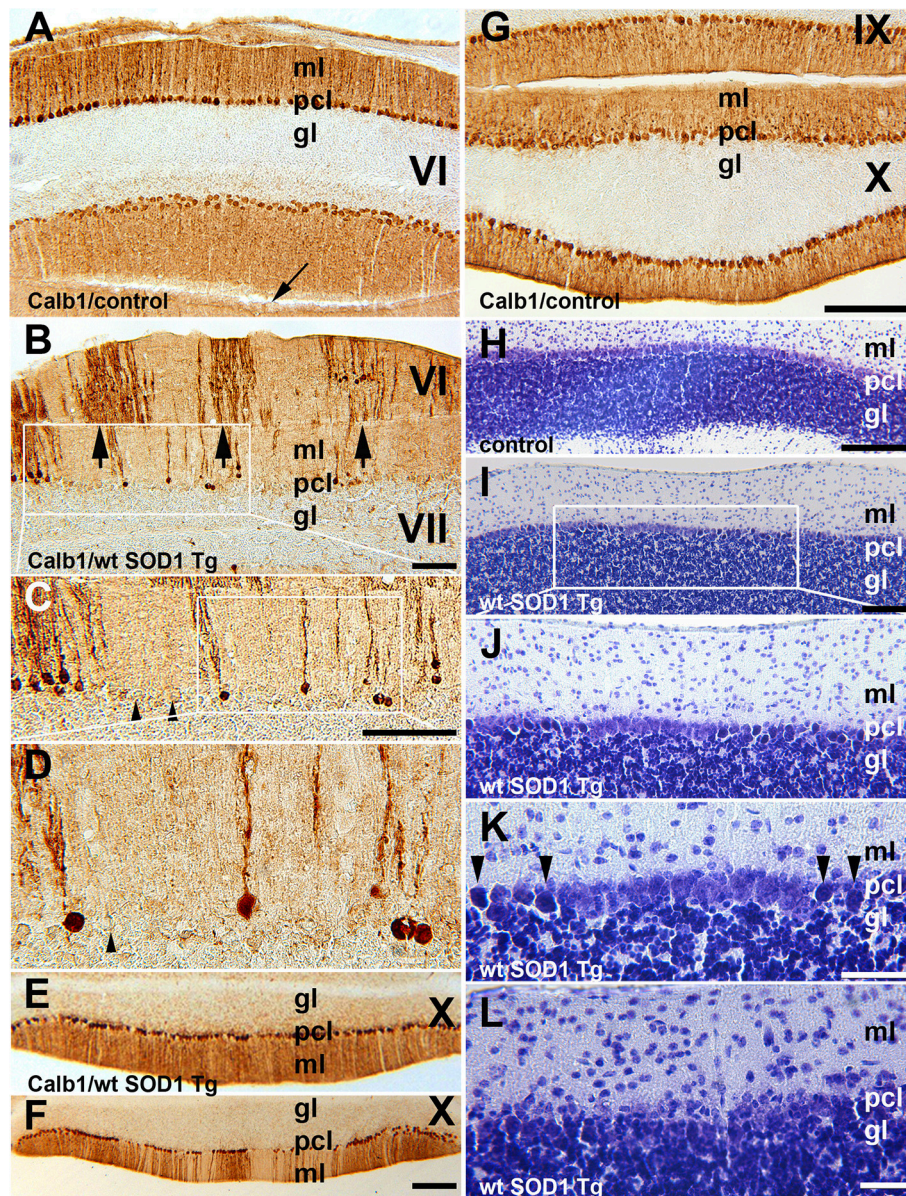 A
ml
pcl
gl
VI
Calb1/control
B
VI
ml
pcl
gl
VII
Calb1/wt SOD1 Tg
C
D
E
gl
pcl
ml
X
Calb1/wt SOD1 Tg
F
gl
pcl
ml
X
G
IX
ml
pcl
gl
X
Calb1/control
H
ml
pcl
gl
control
I
ml
pcl
gl
wt SOD1 Tg
J
ml
pcl
gl
wt SOD1 Tg
K
ml
pcl
gl
wt SOD1 Tg
L
ml
pcl
gl
wt SOD1 Tg